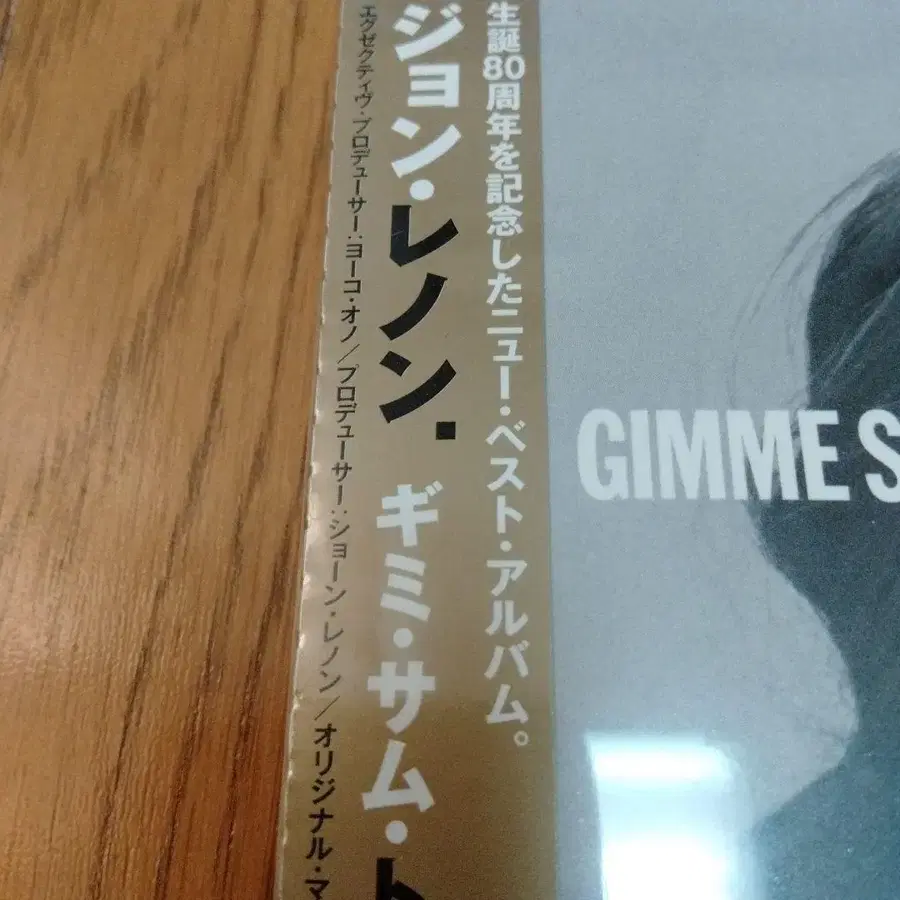 生誕80周年を記念したニュー・ベスト・アルバム。
ジョン・レノン. ギミ・サム・ト
エグゼクティヴ・プロデューサー:ヨーコ・オノ/プロデューサー:ショーン・レノン/オリジナル・マ
GIMME S